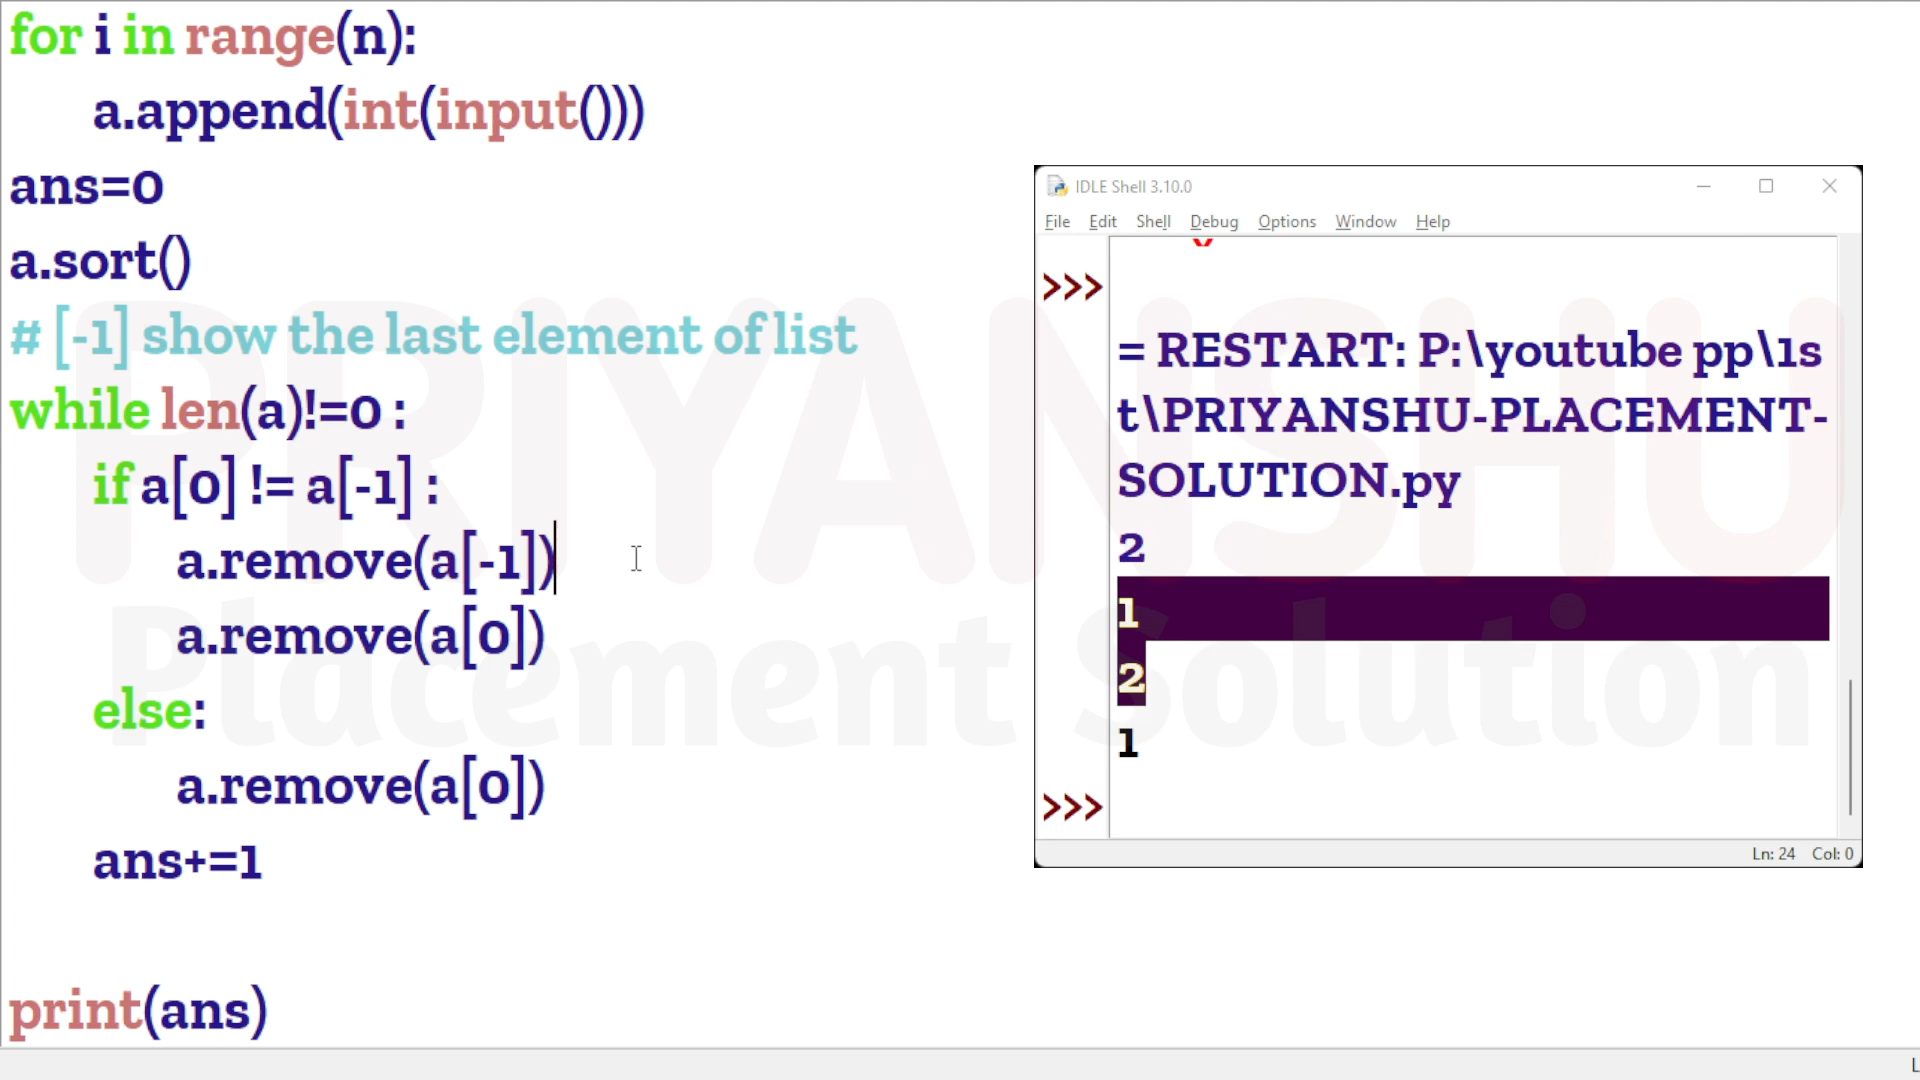 for i in range(n):
a.append(int(input()))
ans=0
a.sort()
# [-1] show the last element of list
while len(a)!=0 :
if a[0] != a[-1] :
a.remove(a[-1])
a.remove(a[0])
else:
a.remove(a[0])
ans+=1
print(ans)
IDLE Shell 3.10.0
File Edit Shell Debug Options Window Help
>>>
= RESTART: P:\youtube pp\1s
t\PRIYANSHU-PLACEMENT-
SOLUTION.py
2
1
2
1
>>>
Ln: 24 Col: 0
PRIYANSHU
Placement Solution
L